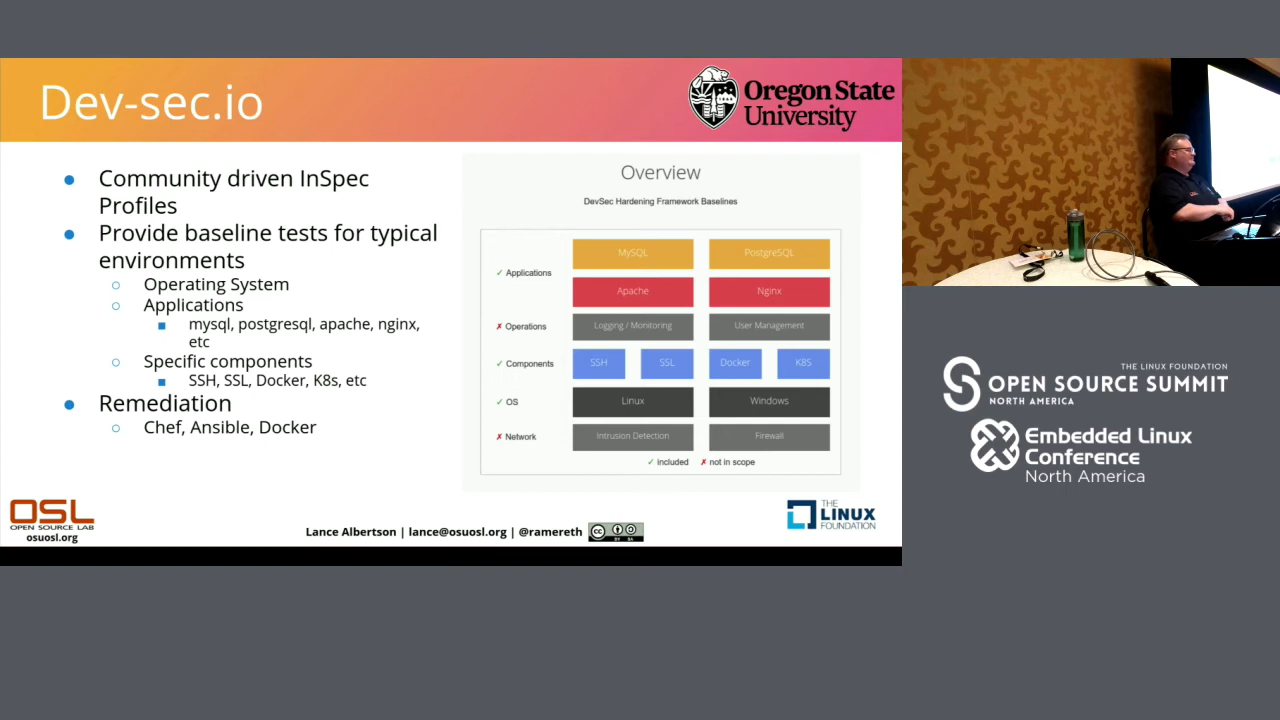 Dev-sec.io
Oregon State
University
Community driven InSpec
Profiles
Provide baseline tests for typical
environments
Operating System
Applications
mysql, postgresql, apache, nginx,
etc
Specific components
SSH, SSL, Docker, K8s, etc
Remediation
Chef, Ansible, Docker
Overview
DevSec Hardening Framework Baselines
✓ Applications
MySQL
PostgreSQL
Apache
Nginx
✗ Operations
Logging / Monitoring
User Management
✓ Components
SSH
SSL
Docker
K8S
✓ OS
Linux
Windows
✗ Network
Intrusion Detection
Firewall
✓ included ✗ not in scope
OSL
OPEN SOURCE LAB
osuosl.org
Lance Albertson | lance@osuosl.org | @ramereth
CC
BY SA
THE
LINUX
FOUNDATION
THE LINUX FOUNDATION
OPEN SOURCE SUMMIT
NORTH AMERICA
Embedded Linux
Conference
North America